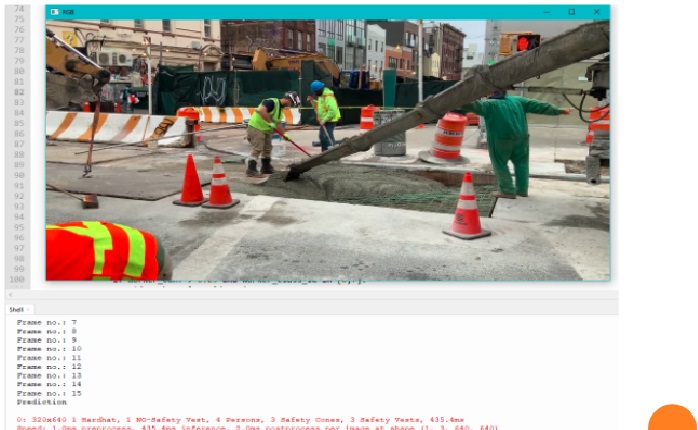 74
75
RGB
76
77
78
79
80
81
82
83
84
85
86
87
88
89
90
91
92
93
94
95
96
97
98
99
100
Shell
Frame no.: 7
Frame no.: 8
Frame no.: 9
Frame no.: 10
Frame no.: 11
Frame no.: 12
Frame no.: 13
Frame no.: 14
Frame no.: 15
Prediction
0: 320x640 1 Hardhat, 1 NO-Safety Vest, 4 Persons, 3 Safety Cones, 3 Safety Vests, 435.4ms
Speed: 1.0ms preprocess, 435.4ms inference, postprocess per image at shape (1, 3, 640)